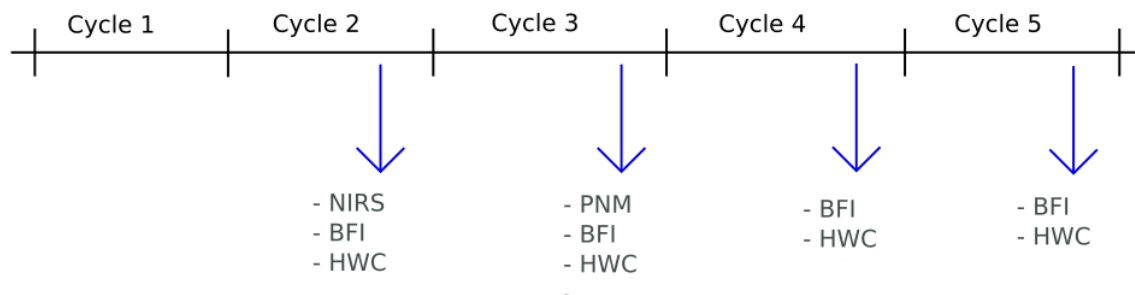 Cycle 1 Cycle 2 Cycle 3 Cycle 4 Cycle 5
- NIRS
- BFI
- HWC
- PNM
- BFI
- HWC
-
- BFI
- HWC
- BFI
- HWC